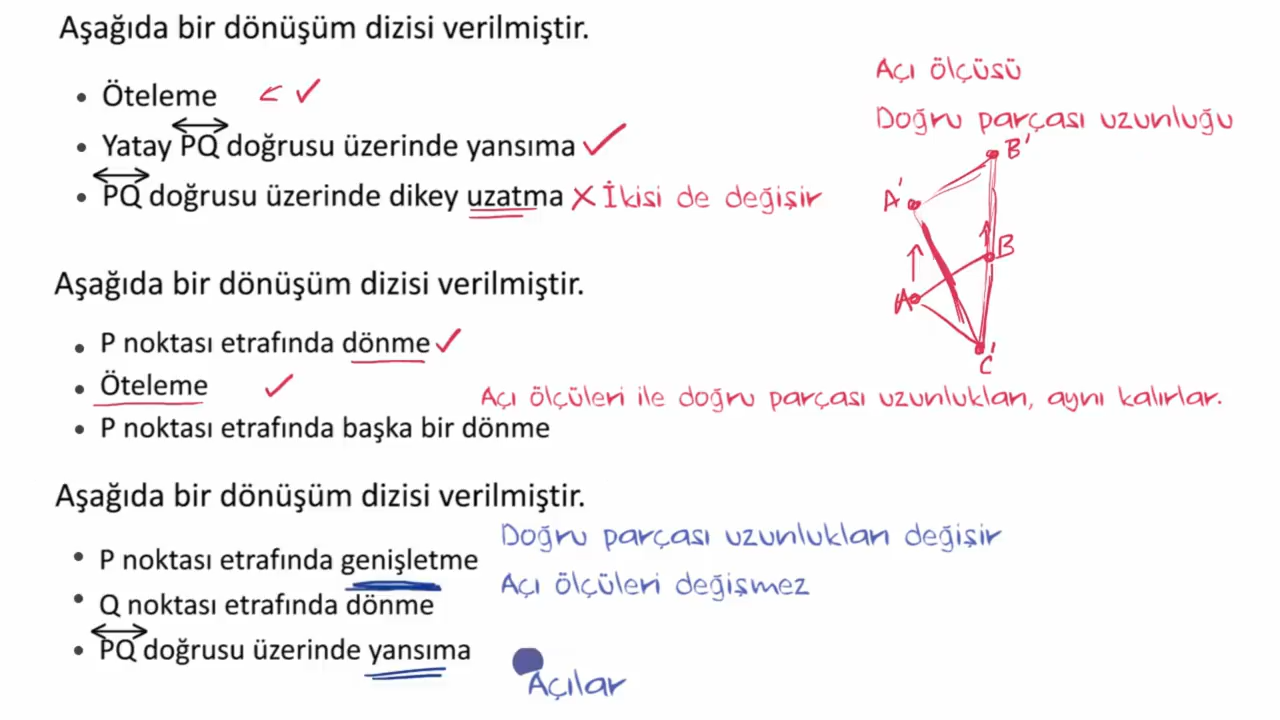 Aşağıda bir dönüşüm dizisi verilmiştir.
• Öteleme
• Yatay PQ doğrusu üzerinde yansıma
• PQ doğrusu üzerinde dikey uzatma × İkisi de değişir
Açı ölçüsü
Doğru parçası uzunluğu
B'
A'
B
A
C'
Aşağıda bir dönüşüm dizisi verilmiştir.
• P noktası etrafında dönme
• Öteleme
• P noktası etrafında başka bir dönme
Açı ölçüleri ile doğru parçası uzunlukları, aynı kalırlar.
Aşağıda bir dönüşüm dizisi verilmiştir.
• P noktası etrafında genişletme
• Q noktası etrafında dönme
• PQ doğrusu üzerinde yansıma
Doğru parçası uzunlukları değişir
Açı ölçüleri değişmez
Açılar